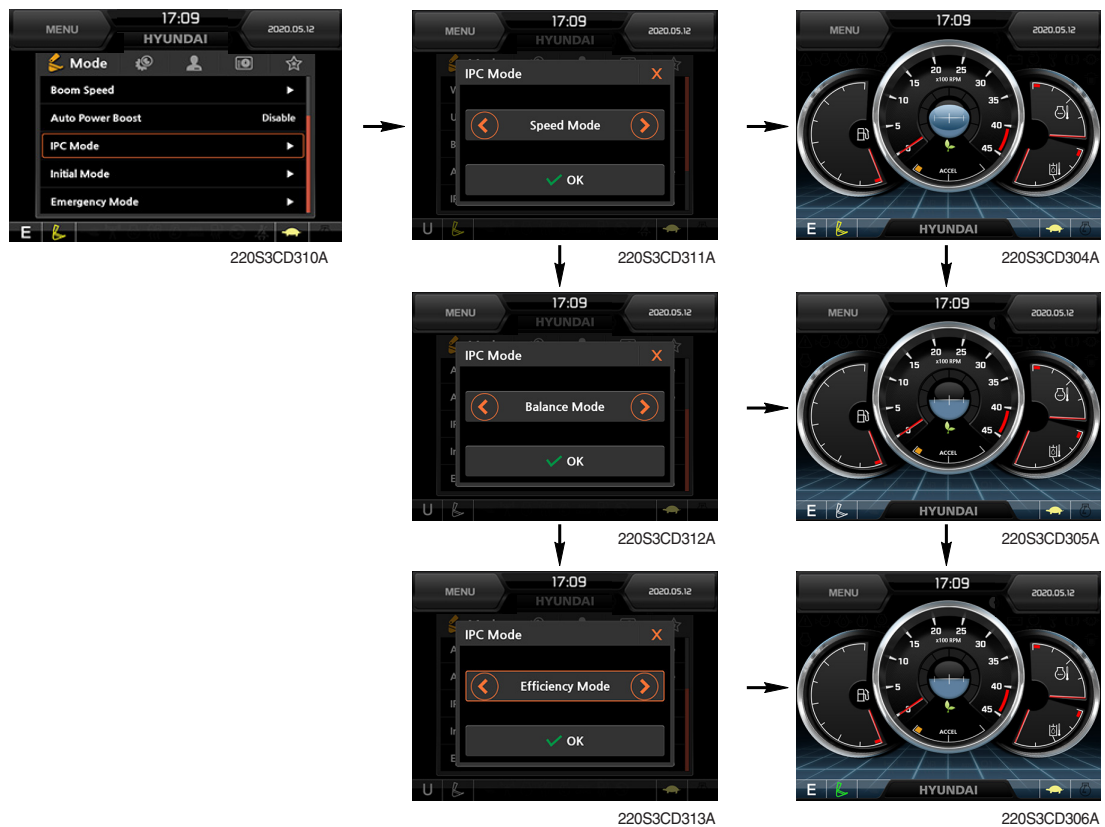 17:09
MENU
2020.05.12
HYUNDAI
Mode
Boom Speed
Auto Power Boost Disable
IPC Mode
Initial Mode
Emergency Mode
E
220S3CD310A
17:09
MENU
2020.05.12
HYUNDAI
IPC Mode X
Speed Mode
OK
U
220S3CD311A
17:09
MENU
2020.05.12
20 25
x100 RPM
15 30
10 35
5 40
0 45
ACCEL
E HYUNDAI
220S3CD304A
17:09
MENU
2020.05.12
HYUNDAI
IPC Mode X
Balance Mode
OK
U
220S3CD312A
17:09
MENU
2020.05.12
20 25
x100 RPM
15 30
10 35
5 40
0 45
ACCEL
E HYUNDAI
220S3CD305A
17:09
MENU
2020.05.12
HYUNDAI
IPC Mode X
Efficiency Mode
OK
U
220S3CD313A
17:09
MENU
2020.05.12
20 25
x100 RPM
15 30
10 35
5 40
0 45
ACCEL
E HYUNDAI
220S3CD306A